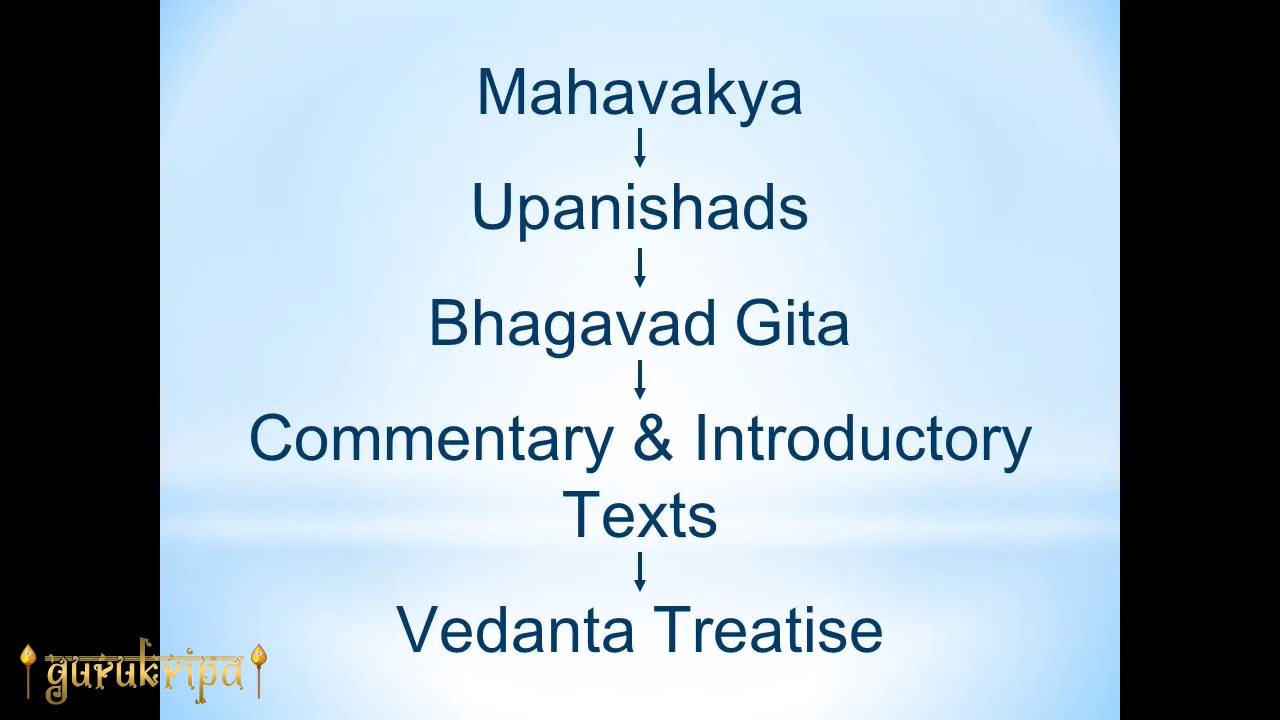 Mahavakya
Upanishads
Bhagavad Gita
Commentary & Introductory
Texts
Vedanta Treatise
gurukripa